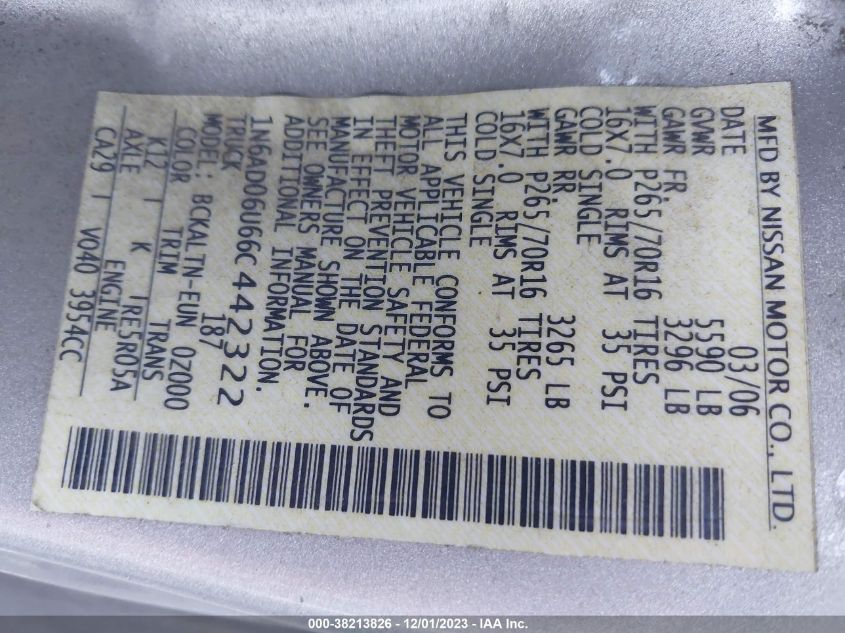 MFD BY NISSAN MOTOR CO., LTD.
DATE 03/06
GVWR 5590 LB
GAWR FR. 3296 LB
WITH P265/70R16 TIRES
16X7.0 RIMS AT 35 PSI
COLD SINGLE
GAWR RR. 3265 LB
WITH P265/70R16 TIRES
16X7.0 RIMS AT 35 PSI
COLD SINGLE
THIS VEHICLE CONFORMS TO
ALL APPLICABLE FEDERAL
MOTOR VEHICLE SAFETY AND
THEFT PREVENTION STANDARDS
IN EFFECT ON THE DATE OF
MANUFACTURE SHOWN ABOVE.
SEE OWNERS MANUAL FOR
ADDITIONAL INFORMATION.
1N6AD06U66C442322
TRUCK 187
MODEL: BCKALTN-EUN 0Z000
COLOR TRIM TRANS
K12 I K IRE5R05A
AXLE ENGINE
CA29 I VQ40 3954CC
000-38213826 - 12/01/2023 - IAA Inc.